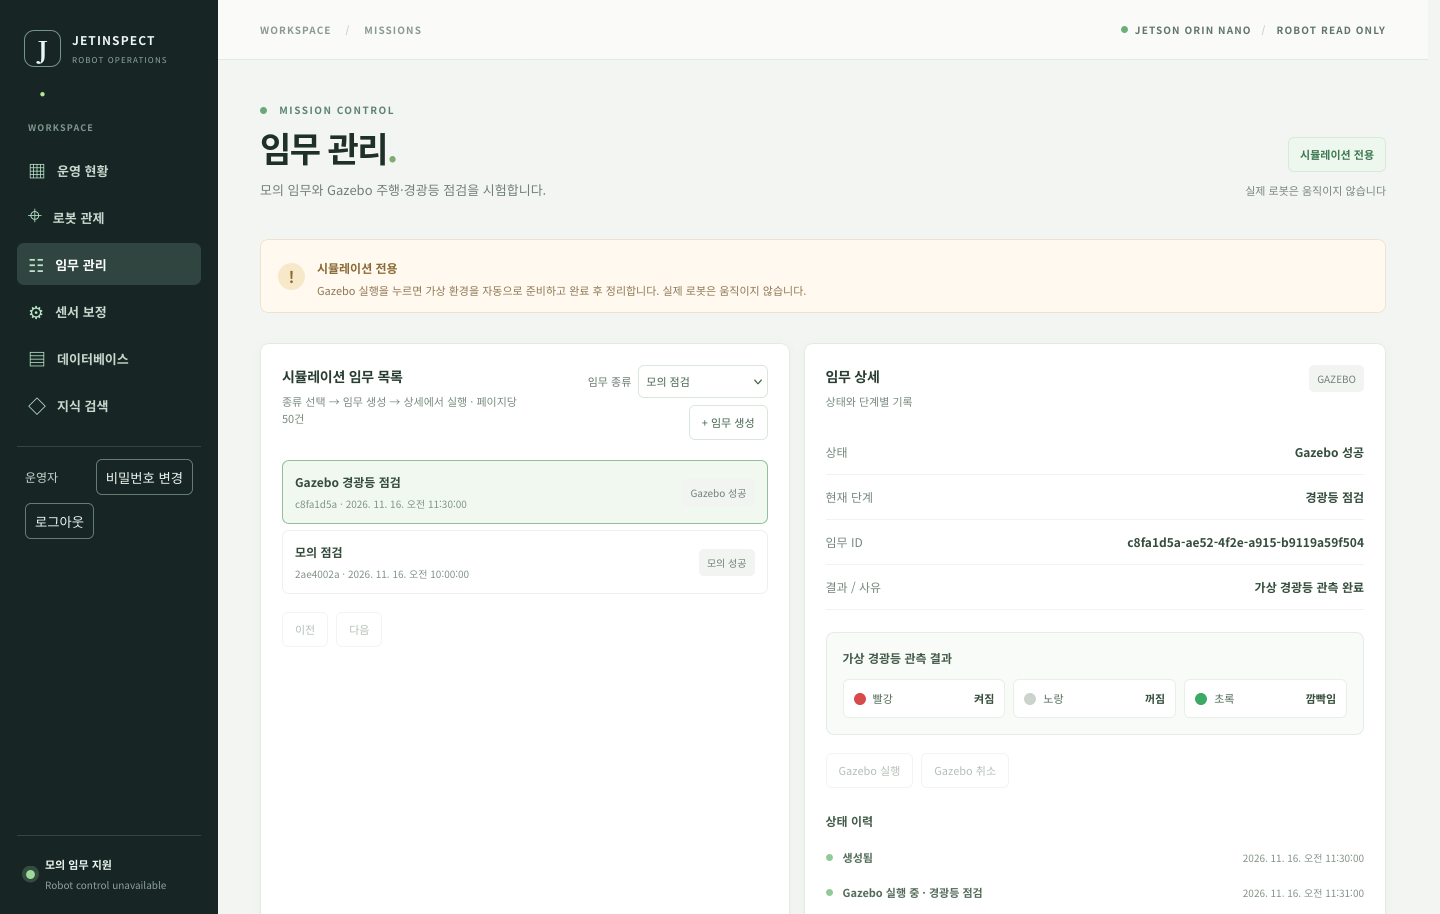 J
JETINSPECT
ROBOT OPERATIONS
WORKSPACE
운영 현황
로봇 관제
임무 관리
센서 보정
데이터베이스
지식 검색
운영자
비밀번호 변경
로그아웃
모의 임무 지원
Robot control unavailable
WORKSPACE / MISSIONS
JETSON ORIN NANO / ROBOT READ ONLY
MISSION CONTROL
임무 관리.
모의 임무와 Gazebo 주행·경광등 점검을 시험합니다.
시뮬레이션 전용
실제 로봇은 움직이지 않습니다
!
시뮬레이션 전용
Gazebo 실행을 누르면 가상 환경을 자동으로 준비하고 완료 후 정리합니다. 실제 로봇은 움직이지 않습니다.
시뮬레이션 임무 목록
종류 선택 → 임무 생성 → 상세에서 실행 · 페이지당
50건
임무 종류
모의 점검
+ 임무 생성
Gazebo 경광등 점검
c8fa1d5a · 2026. 11. 16. 오전 11:30:00
Gazebo 성공
모의 점검
2ae4002a · 2026. 11. 16. 오전 10:00:00
모의 성공
이전
다음
임무 상세
상태와 단계별 기록
GAZEBO
상태
Gazebo 성공
현재 단계
경광등 점검
임무 ID
c8fa1d5a-ae52-4f2e-a915-b9119a59f504
결과 / 사유
가상 경광등 관측 완료
가상 경광등 관측 결과
빨강
켜짐
노랑
꺼짐
초록
깜빡임
Gazebo 실행
Gazebo 취소
상태 이력
생성됨
2026. 11. 16. 오전 11:30:00
Gazebo 실행 중 · 경광등 점검
2026. 11. 16. 오전 11:31:00